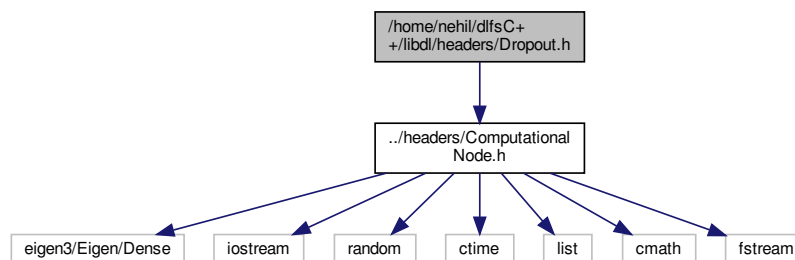 /home/nehil/dlfsC+
+/libdl/headers/Dropout.h
../headers/Computational
Node.h
eigen3/Eigen/Dense
iostream
random
ctime
list
cmath
fstream